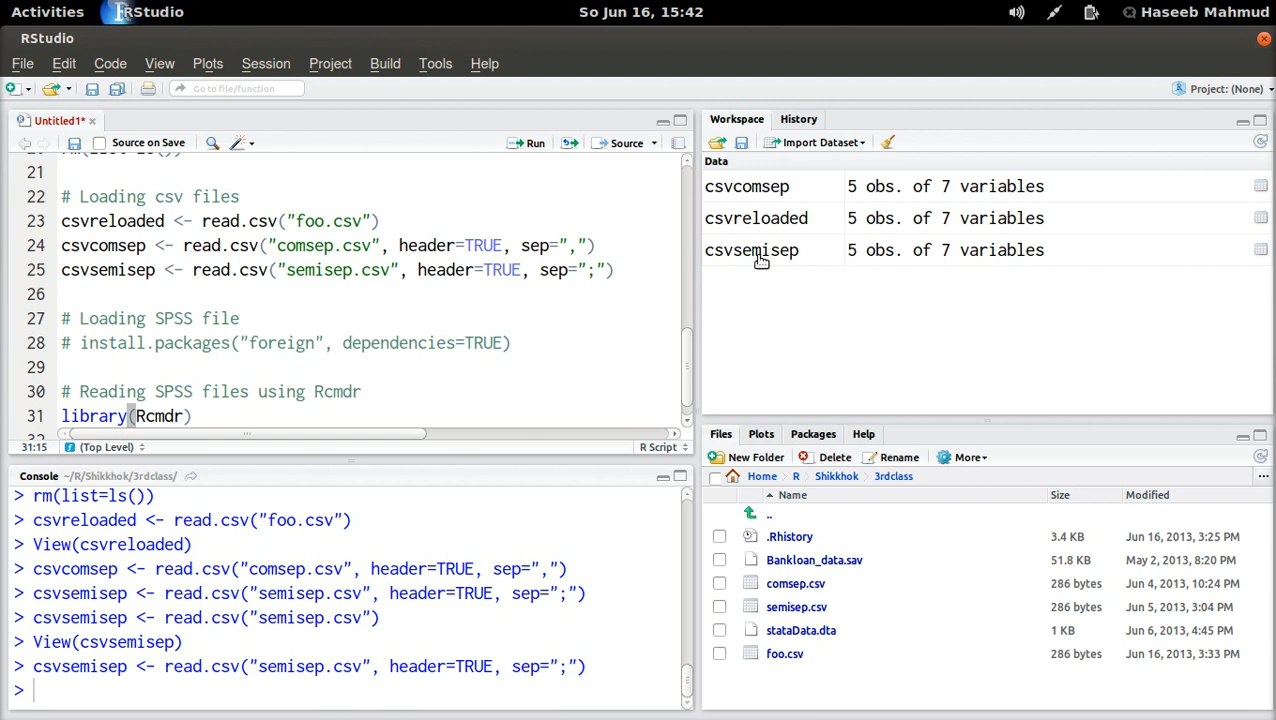 Activities RStudio So Jun 16, 15:42 Haseeb Mahmud
RStudio
File Edit Code View Plots Session Project Build Tools Help
Go to file/function Project: (None)
Untitled1*
Source on Save Run Source
21
22 # Loading csv files
23 csvreloaded <- read.csv("foo.csv")
24 csvcomsep <- read.csv("comsep.csv", header=TRUE, sep=",")
25 csvsemisep <- read.csv("semisep.csv", header=TRUE, sep=";")
26
27 # Loading SPSS file
28 # install.packages("foreign", dependencies=TRUE)
29
30 # Reading SPSS files using Rcmdr
31 library(Rcmdr)
31:15 (Top Level) R Script
Console ~/R/Shikkhok/3rdclass/
> rm(list=ls())
> csvreloaded <- read.csv("foo.csv")
> View(csvreloaded)
> csvcomsep <- read.csv("comsep.csv", header=TRUE, sep=",")
> csvsemisep <- read.csv("semisep.csv", header=TRUE, sep=";")
> csvsemisep <- read.csv("semisep.csv")
> View(csvsemisep)
> csvsemisep <- read.csv("semisep.csv", header=TRUE, sep=";")
>
Workspace History
Import Dataset
Data
csvcomsep 5 obs. of 7 variables
csvreloaded 5 obs. of 7 variables
csvsemisep 5 obs. of 7 variables
Files Plots Packages Help
New Folder Delete Rename More
Home R Shikkhok 3rdclass ...
Name Size Modified
..
.Rhistory 3.4 KB Jun 16, 2013, 3:25 PM
Bankloan_data.sav 51.8 KB May 2, 2013, 8:20 PM
comsep.csv 286 bytes Jun 4, 2013, 10:24 PM
semisep.csv 286 bytes Jun 5, 2013, 3:04 PM
stataData.dta 1 KB Jun 6, 2013, 4:45 PM
foo.csv 286 bytes Jun 16, 2013, 3:33 PM